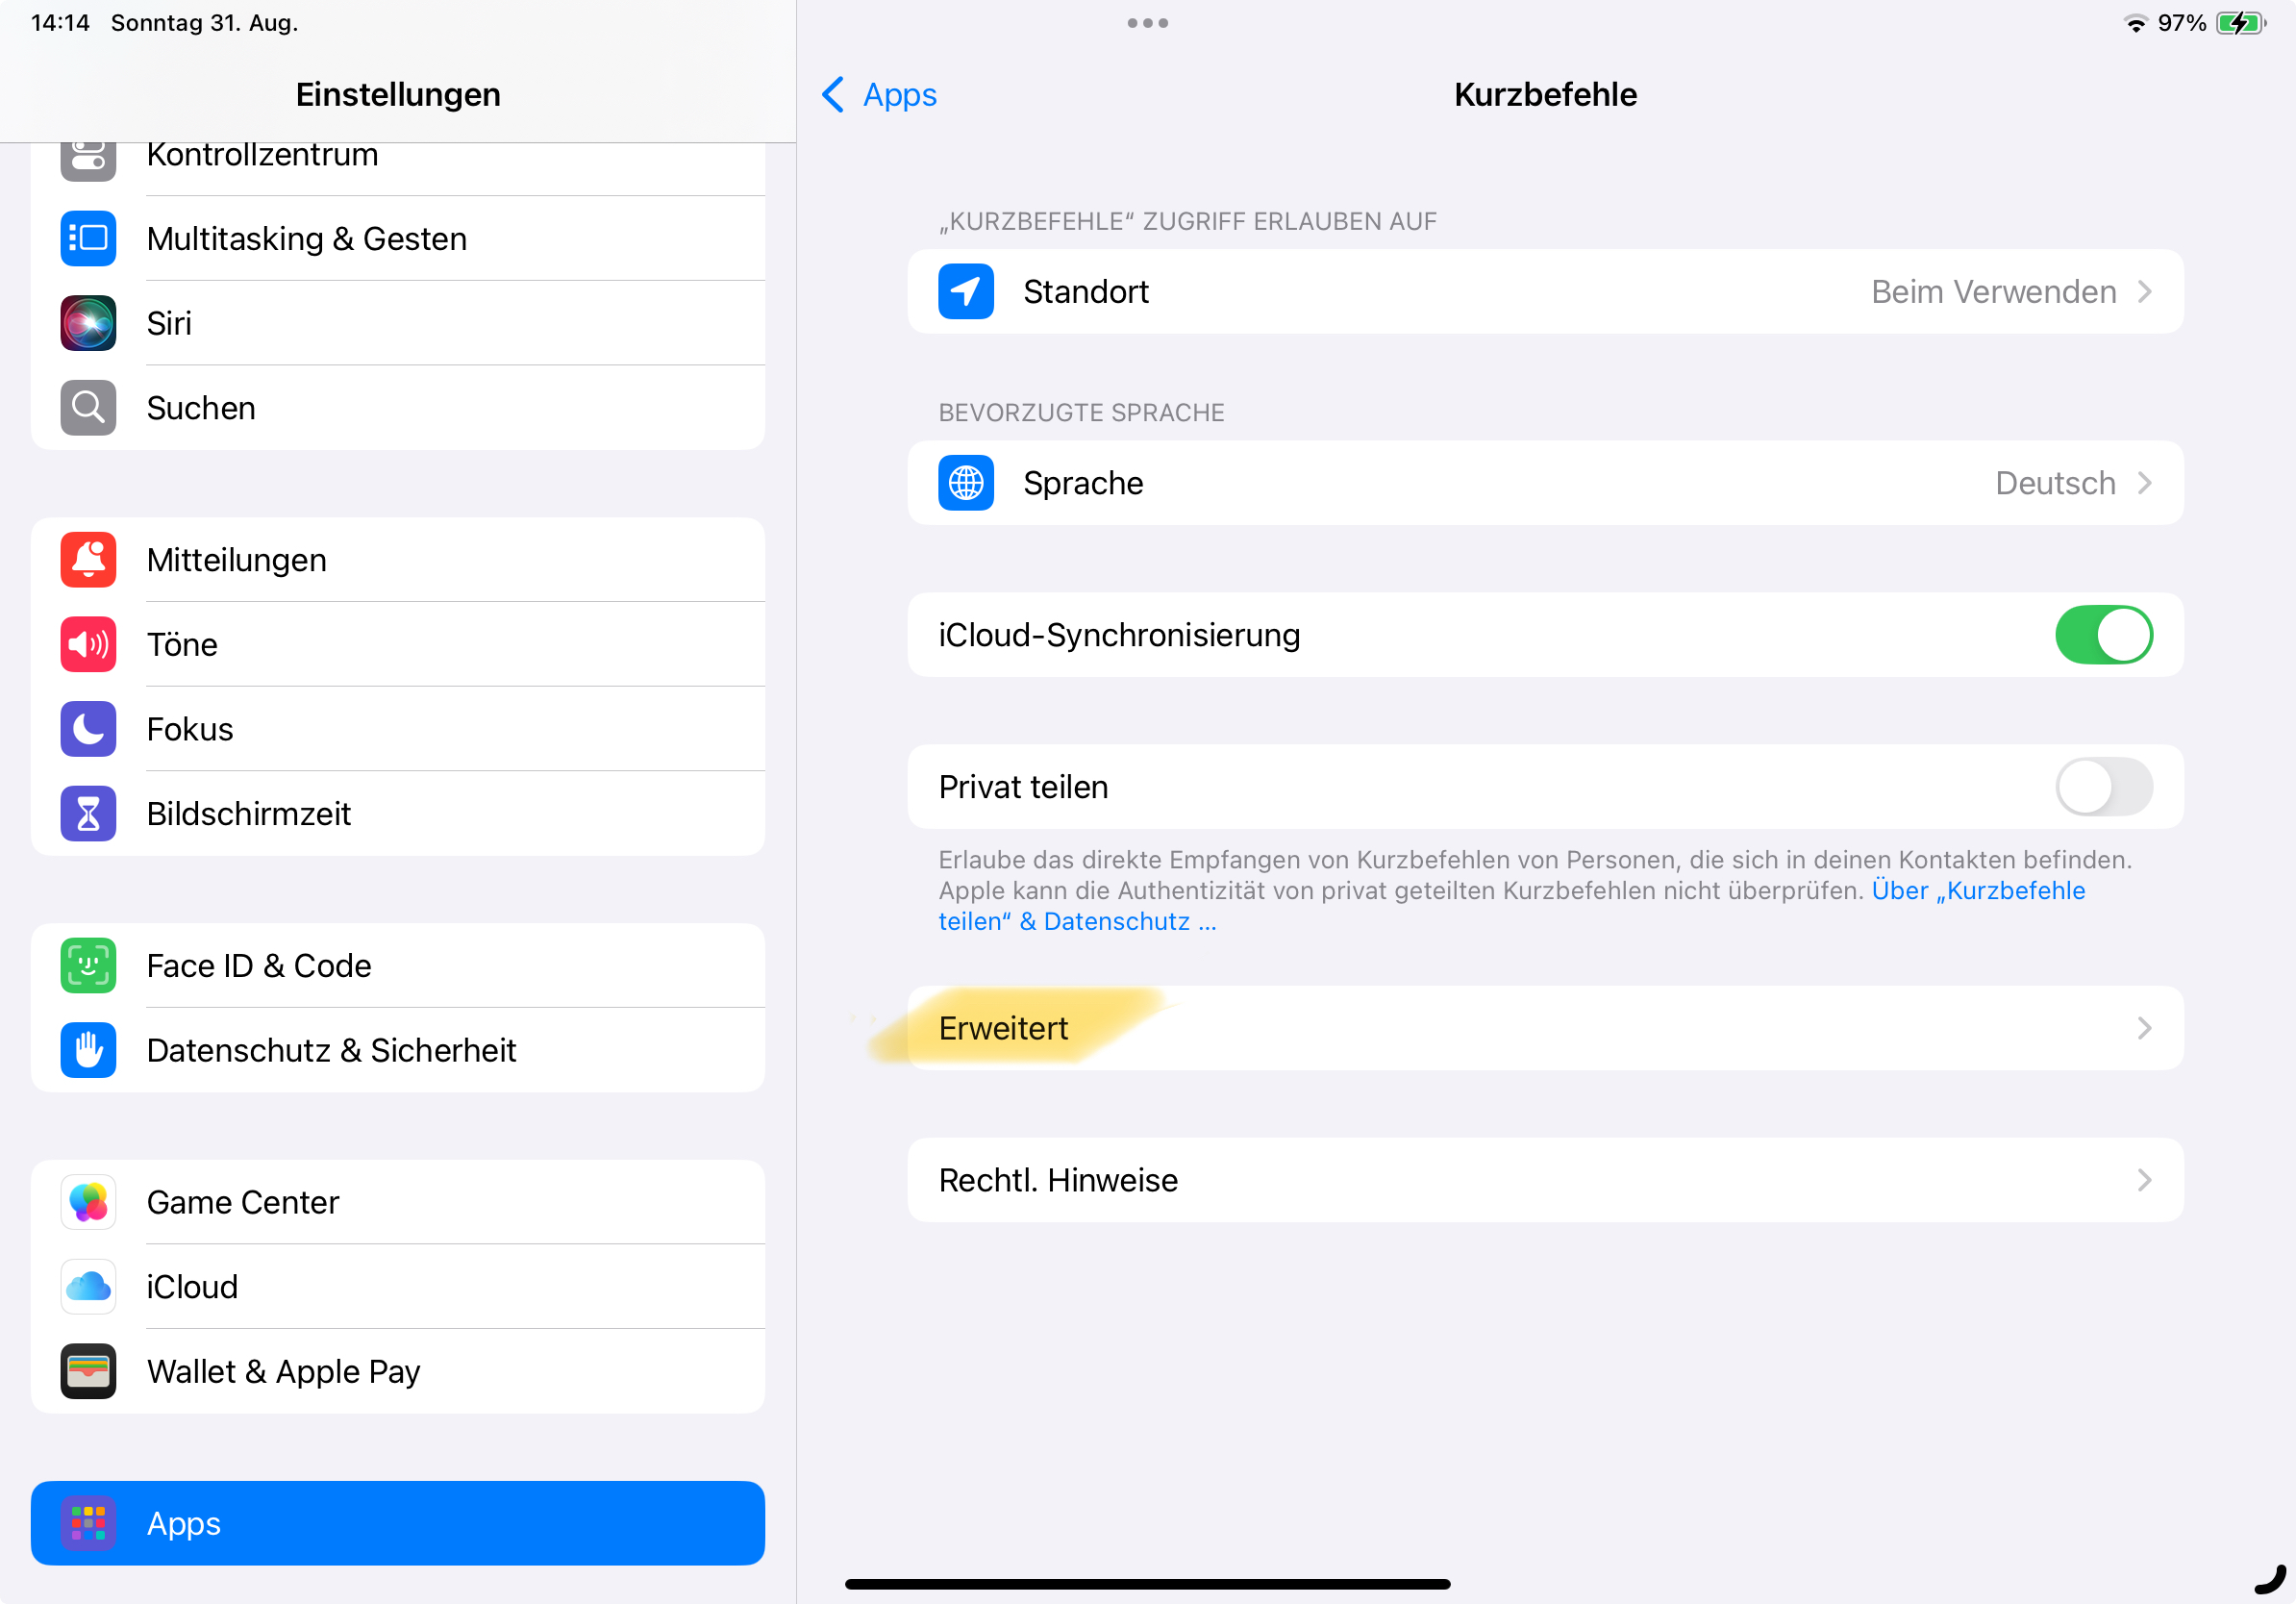 14:14 Sonntag 31. Aug.
97%
Einstellungen
Kontrollzentrum
Multitasking & Gesten
Siri
Suchen
Mitteilungen
Töne
Fokus
Bildschirmzeit
Face ID & Code
Datenschutz & Sicherheit
Game Center
iCloud
Wallet & Apple Pay
Apps
Apps
Kurzbefehle
„KURZBEFEHLE“ ZUGRIFF ERLAUBEN AUF
Standort Beim Verwenden
BEVORZUGTE SPRACHE
Sprache Deutsch
iCloud-Synchronisierung
Privat teilen
Erlaube das direkte Empfangen von Kurzbefehlen von Personen, die sich in deinen Kontakten befinden.
Apple kann die Authentizität von privat geteilten Kurzbefehlen nicht überprüfen. Über „Kurzbefehle
teilen“ & Datenschutz ...
Erweitert
Rechtl. Hinweise